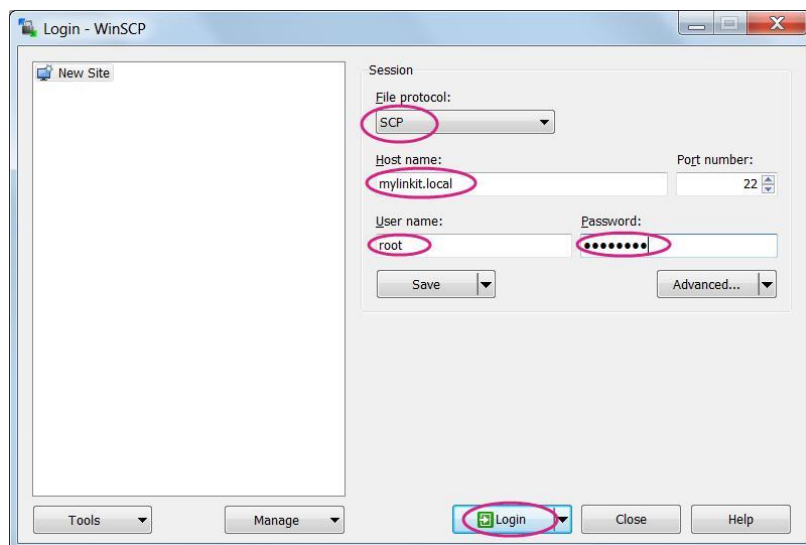 Login - WinSCP
New Site
Session
File protocol:
SCP
Host name:
Port number:
mylinkit.local
22
User name:
Password:
root
●●●●●●●●
Save
Advanced...
Tools
Manage
Login
Close
Help